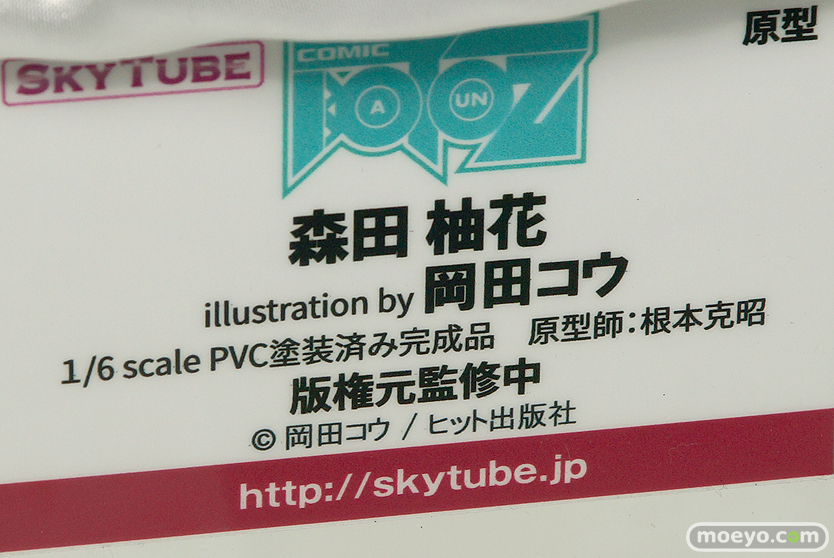 原型
SKYTUBE
COMIC
A UN
森田 柚花
illustration by 岡田コウ
1/6 scale PVC塗装済み完成品 原型師:根本克昭
版権元監修中
© 岡田コウ / ヒット出版社
http://skytube.jp
moeyo.com